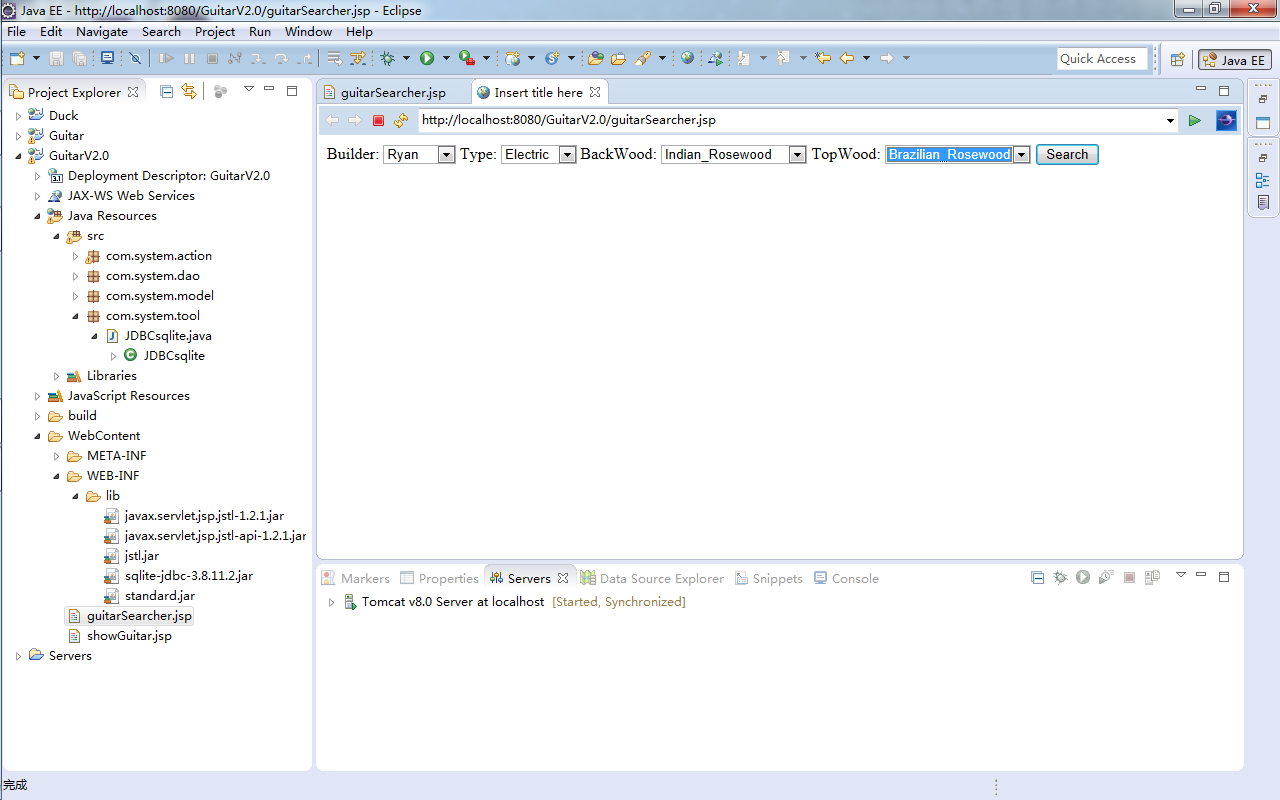 Java EE - http://localhost:8080/GuitarV2.0/guitarSearcher.jsp - Eclipse
File Edit Navigate Search Project Run Window Help
Quick Access Java EE
Project Explorer
Duck
Guitar
GuitarV2.0
Deployment Descriptor: GuitarV2.0
JAX-WS Web Services
Java Resources
src
com.system.action
com.system.dao
com.system.model
com.system.tool
JDBCsqlite.java
JDBCsqlite
Libraries
JavaScript Resources
build
WebContent
META-INF
WEB-INF
lib
javax.servlet.jsp.jstl-1.2.1.jar
javax.servlet.jsp.jstl-api-1.2.1.jar
jstl.jar
sqlite-jdbc-3.8.11.2.jar
standard.jar
guitarSearcher.jsp
showGuitar.jsp
Servers
guitarSearcher.jsp Insert title here
http://localhost:8080/GuitarV2.0/guitarSearcher.jsp
Builder: Ryan Type: Electric BackWood: Indian_Rosewood TopWood: Brazilian_Rosewood Search
Markers Properties Servers Data Source Explorer Snippets Console
Tomcat v8.0 Server at localhost [Started, Synchronized]
完成